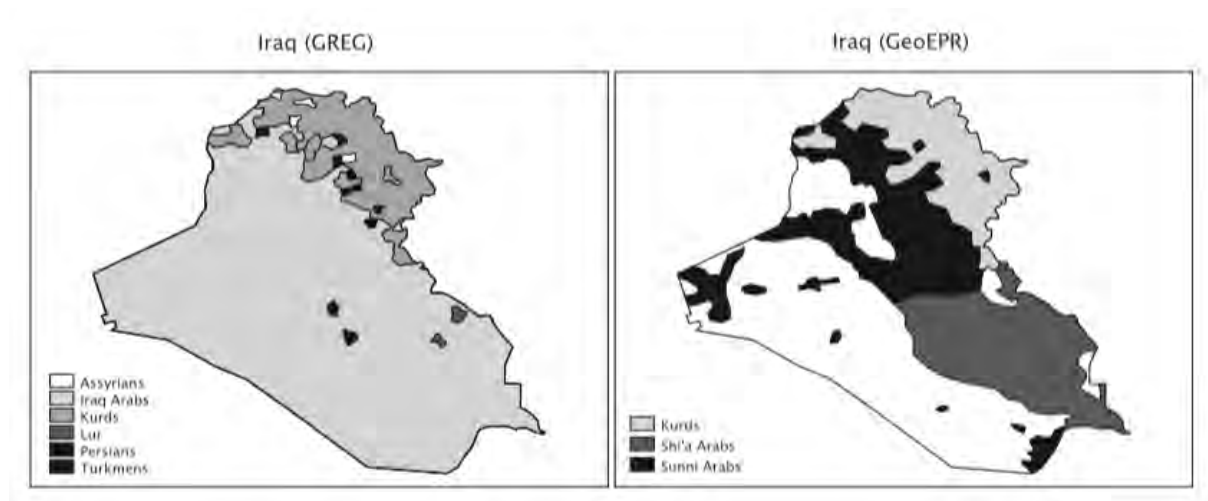 Iraq (GREG)
Assyrians
Iraq Arabs
Kurds
Lur
Persians
Turkmens
Iraq (GeoEPR)
Kurds
Shi'a Arabs
Sunni Arabs